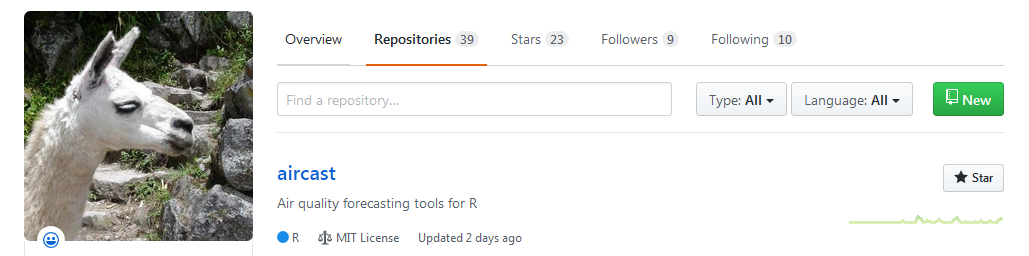 Overview Repositories 39 Stars 23 Followers 9 Following 10
Find a repository... Type: All Language: All New
aircast Star
Air quality forecasting tools for R
R MIT License Updated 2 days ago